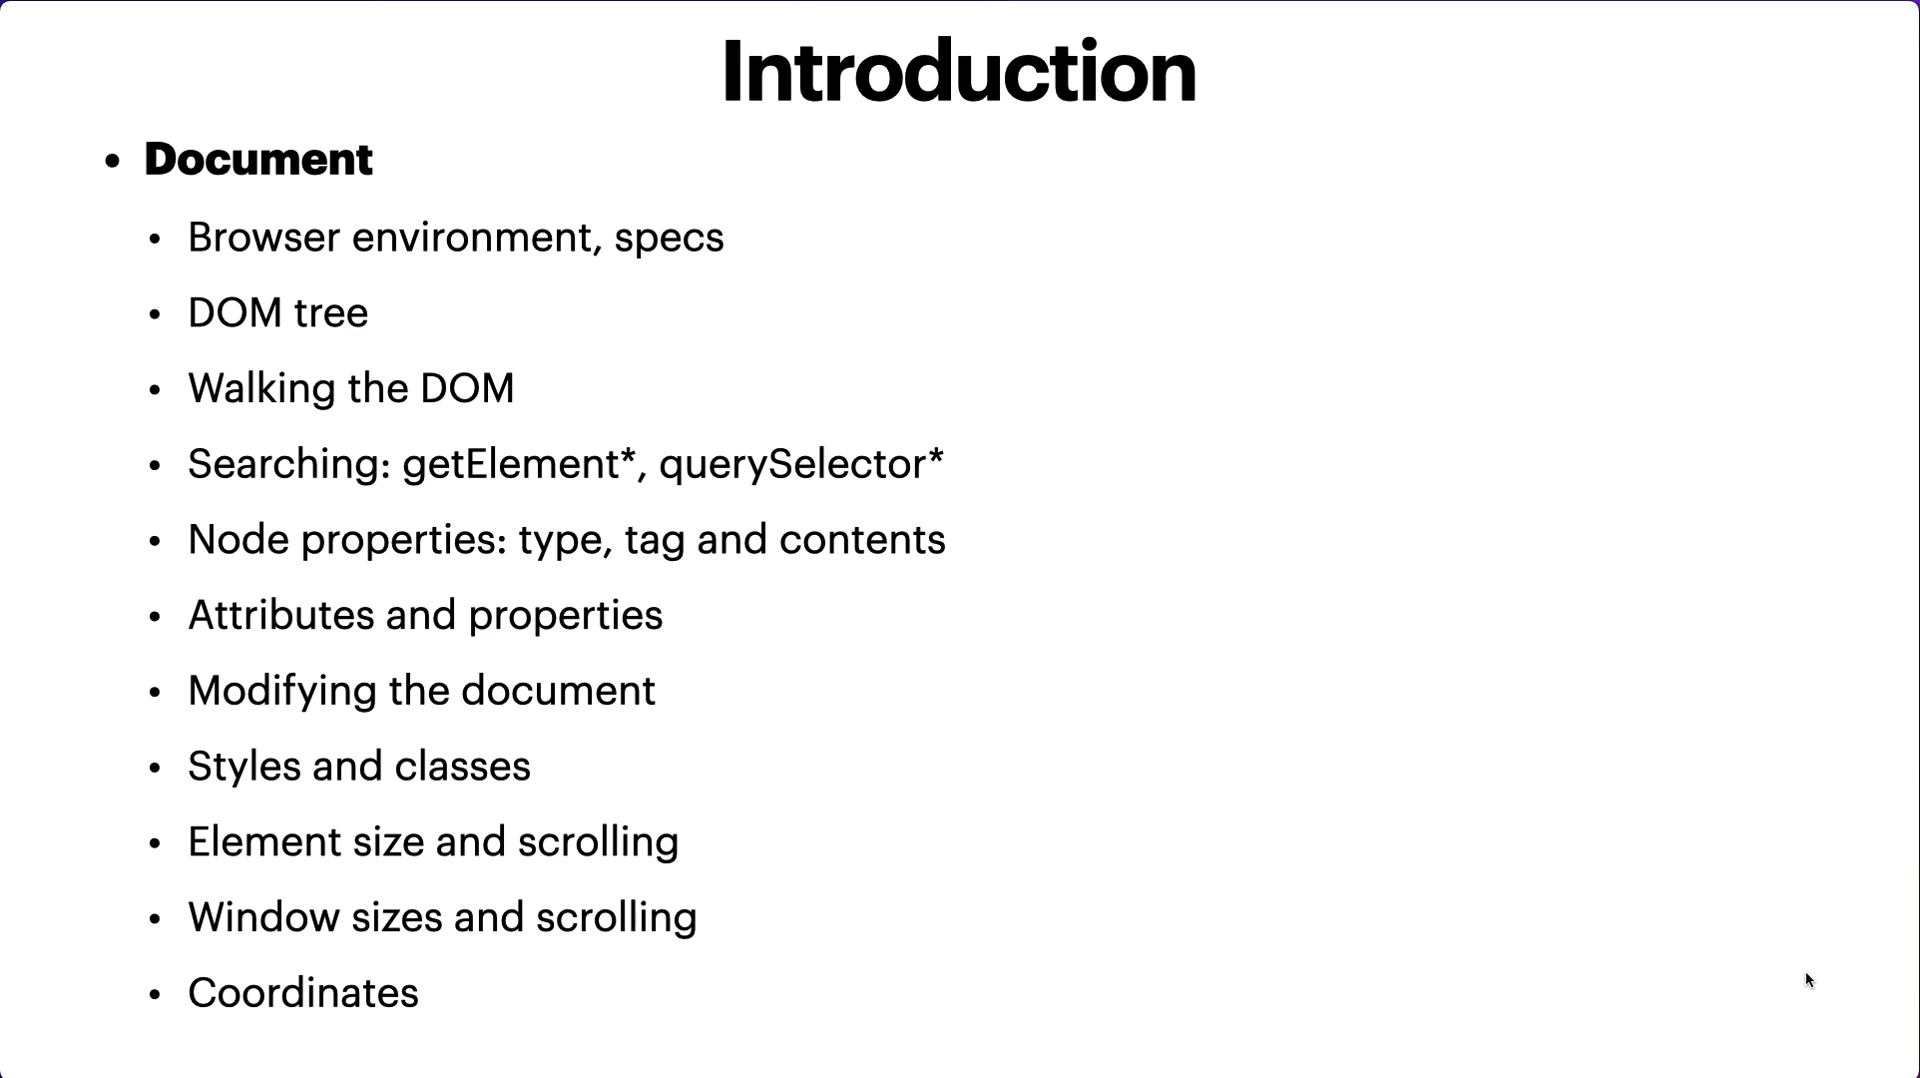 Introduction
• Document
• Browser environment, specs
• DOM tree
• Walking the DOM
• Searching: getElement*, querySelector*
• Node properties: type, tag and contents
• Attributes and properties
• Modifying the document
• Styles and classes
• Element size and scrolling
• Window sizes and scrolling
• Coordinates